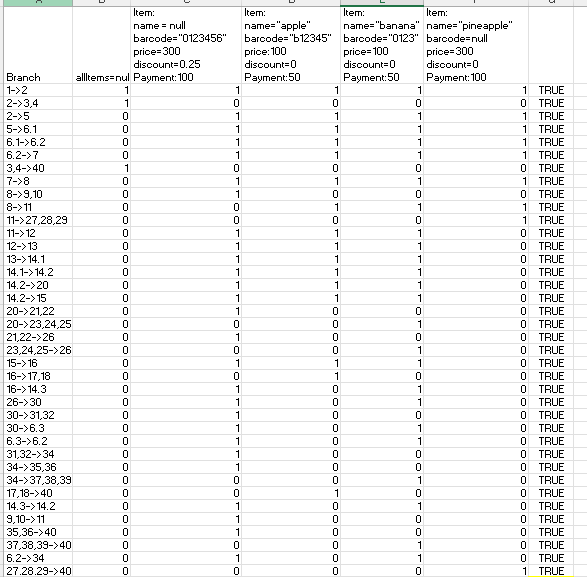 Item: Item: Item: Item:
name = null name="apple" name="banana" name="pineapple"
barcode="0123456" barcode="b12345" barcode="0123" barcode=null
price=300 price:100 price=100 price=300
discount=0.25 discount=0 discount=0 discount=0
Branch allItems=nul Payment:100 Payment:50 Payment:50 Payment:100
1->2 1 1 1 1 1 TRUE
2->3,4 1 0 0 0 0 TRUE
2->5 0 1 1 1 1 TRUE
5->6.1 0 1 1 1 1 TRUE
6.1->6.2 0 1 1 1 1 TRUE
6.2->7 0 1 1 1 1 TRUE
3,4->40 1 0 0 0 0 TRUE
7->8 0 1 1 1 1 TRUE
8->9,10 0 1 0 0 0 TRUE
8->11 0 0 1 1 1 TRUE
11->27,28,29 0 0 0 0 1 TRUE
11->12 0 1 1 1 0 TRUE
12->13 0 1 1 1 0 TRUE
13->14.1 0 1 1 1 0 TRUE
14.1->14.2 0 1 1 1 0 TRUE
14.2->20 0 1 1 1 0 TRUE
14.2->15 0 1 1 1 0 TRUE
20->21,22 0 1 0 0 0 TRUE
20->23,24,25 0 0 0 1 0 TRUE
21,22->26 0 1 0 0 0 TRUE
23,24,25->26 0 0 0 1 0 TRUE
15->16 0 1 1 1 0 TRUE
16->17,18 0 0 1 0 0 TRUE
16->14.3 0 1 0 1 0 TRUE
26->30 0 1 0 1 0 TRUE
30->31,32 0 1 0 0 0 TRUE
30->6.3 0 1 0 1 0 TRUE
6.3->6.2 0 1 0 1 0 TRUE
31,32->34 0 1 0 0 0 TRUE
34->35,36 0 1 0 0 0 TRUE
34->37,38,39 0 0 0 1 0 TRUE
17,18->40 0 0 1 0 0 TRUE
14.3->14.2 0 1 0 1 0 TRUE
9,10->11 0 1 0 0 0 TRUE
35,36->40 0 1 0 0 0 TRUE
37,38,39->40 0 0 0 1 0 TRUE
6.2->34 0 1 0 1 0 TRUE
27.28.29->40 0 0 0 0 1 TRUE